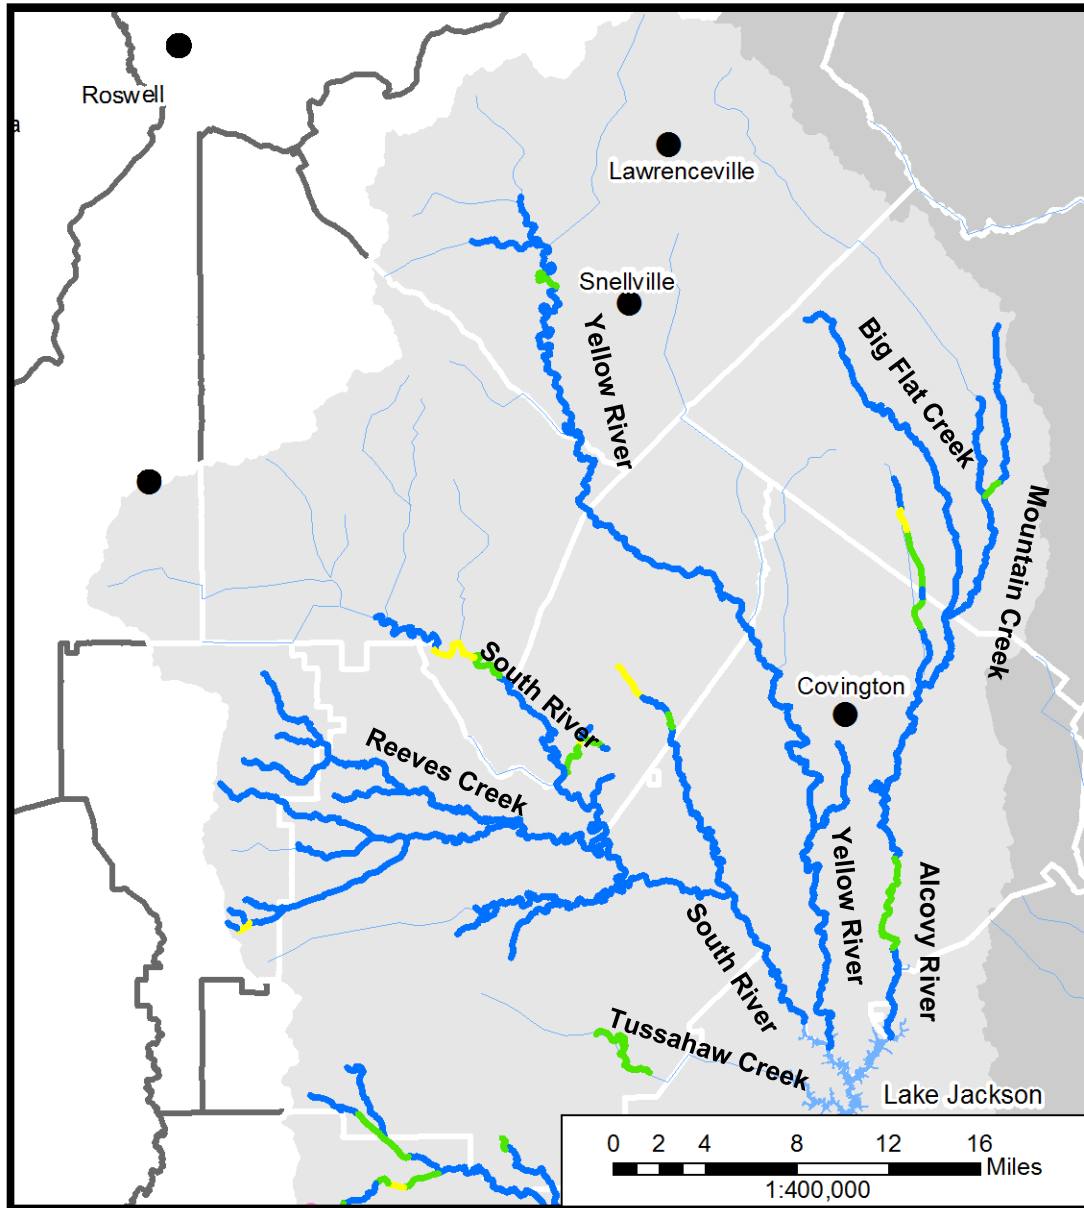 Roswell
a
Lawrenceville
Snellville
Yellow River
Big Flat Creek
Mountain Creek
South River
Covington
Reeves Creek
Yellow River
Alcovy River
South River
Tussahaw Creek
Lake Jackson
0 2 4 8 12 16
Miles
1:400,000